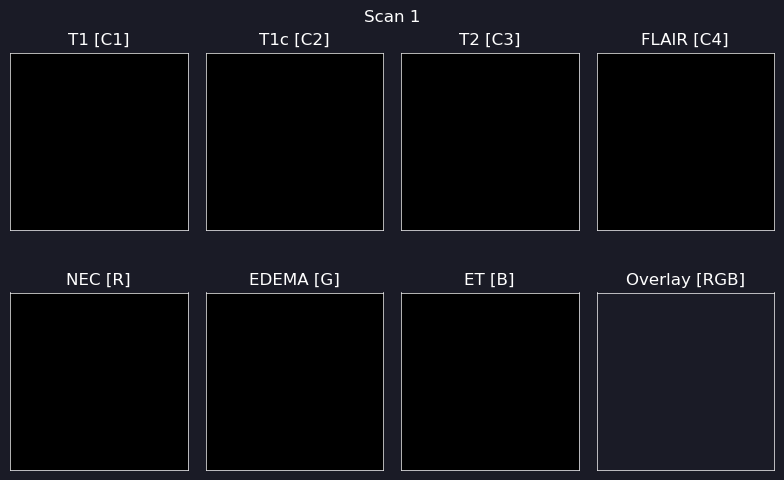 Scan 1
T1 [C1] T1c [C2] T2 [C3] FLAIR [C4]
NEC [R] EDEMA [G] ET [B] Overlay [RGB]